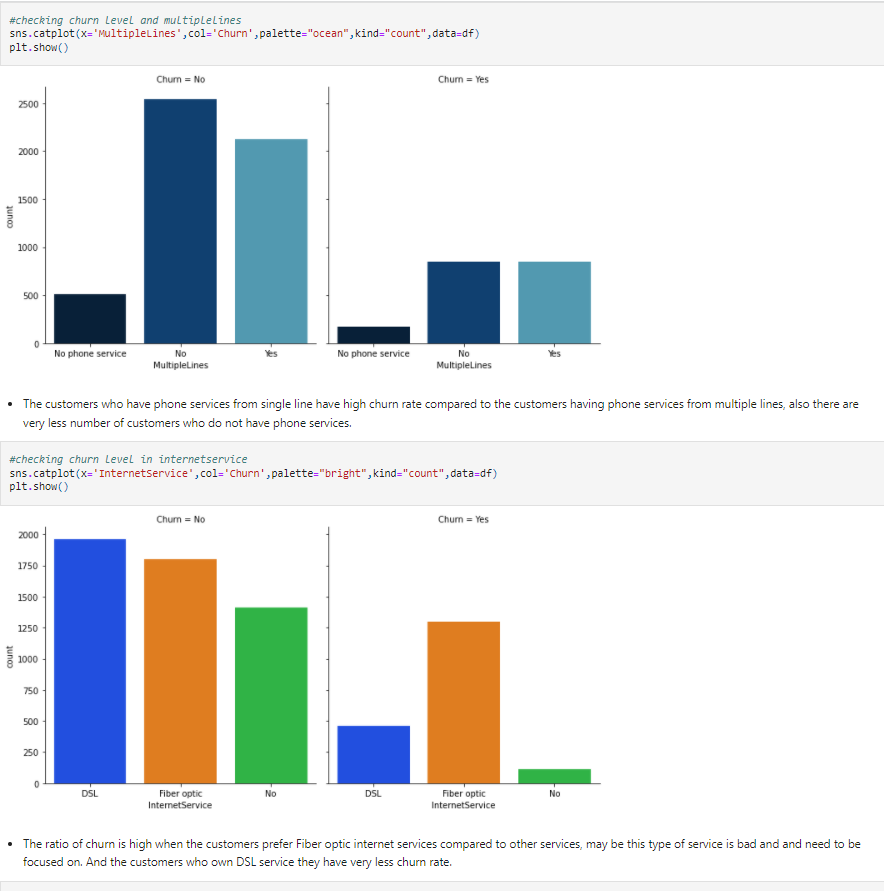 #checking churn level and multiplelines
sns.catplot(x='MultipleLines',col='Churn',palette="ocean",kind="count",data=df)
plt.show()
Churn = No
Churn = Yes
2500
2000
1500
1000
500
0
count
No phone service No Yes
MultipleLines
No phone service No Yes
MultipleLines
• The customers who have phone services from single line have high churn rate compared to the customers having phone services from multiple lines, also there are
very less number of customers who do not have phone services.
#checking churn level in internetservice
sns.catplot(x='InternetService',col='Churn',palette="bright",kind="count",data=df)
plt.show()
Churn = No
Churn = Yes
2000
1750
1500
1250
1000
750
500
250
0
count
DSL Fiber optic No
InternetService
DSL Fiber optic No
InternetService
• The ratio of churn is high when the customers prefer Fiber optic internet services compared to other services, may be this type of service is bad and and need to be
focused on. And the customers who own DSL service they have very less churn rate.